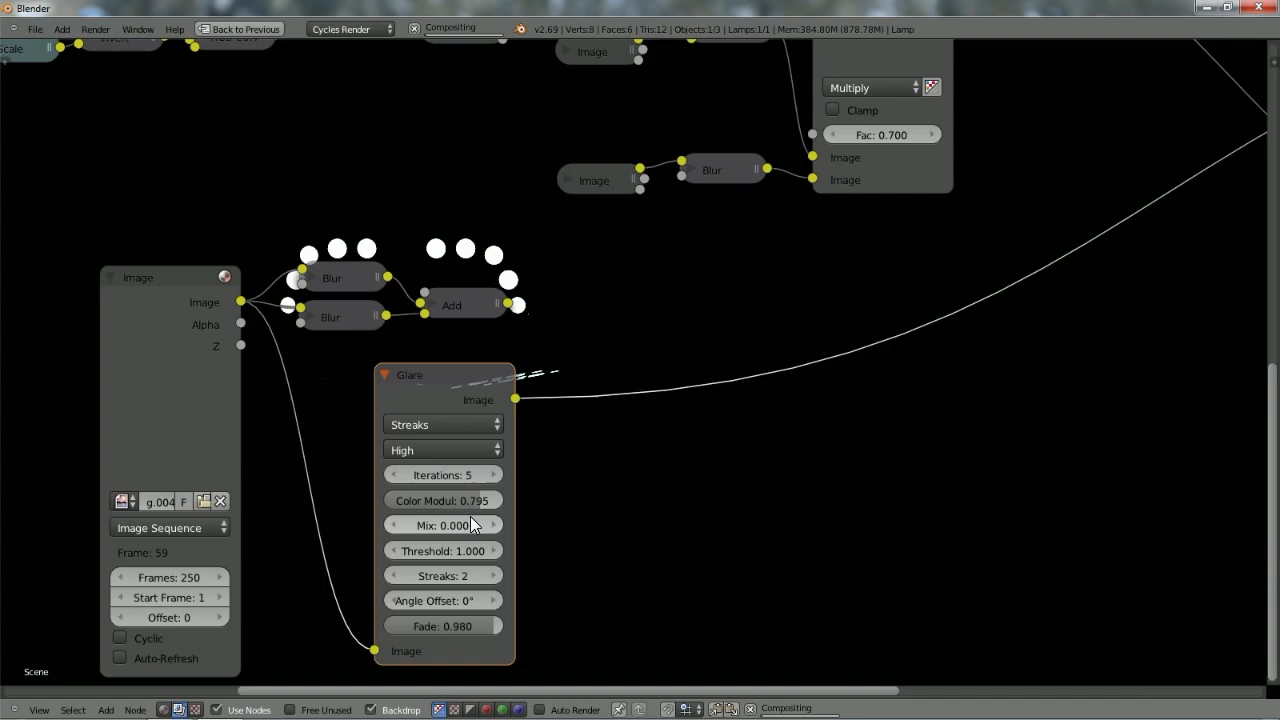 Blender
File Add Render Window Help Back to Previous Cycles Render Compositing v2.69 | Verts:8 | Faces:6 | Tris:12 | Objects:1/3 | Lamps:1/1 | Mem:384.80M (878.78M) | Lamp
Scale
Image
Multiply
Clamp
Fac: 0.700
Image
Image
Image Blur
Image
Image
Alpha
Z
Blur
Blur
Add
g.004 F
Image Sequence
Frame: 59
Frames: 250
Start Frame: 1
Offset: 0
Cyclic
Auto-Refresh
Glare
Image
Streaks
High
Iterations: 5
Color Modul: 0.795
Mix: 0.000
Threshold: 1.000
Streaks: 2
Angle Offset: 0°
Fade: 0.980
Image
Scene
View Select Add Node Use Nodes Free Unused Backdrop Auto Render Compositing